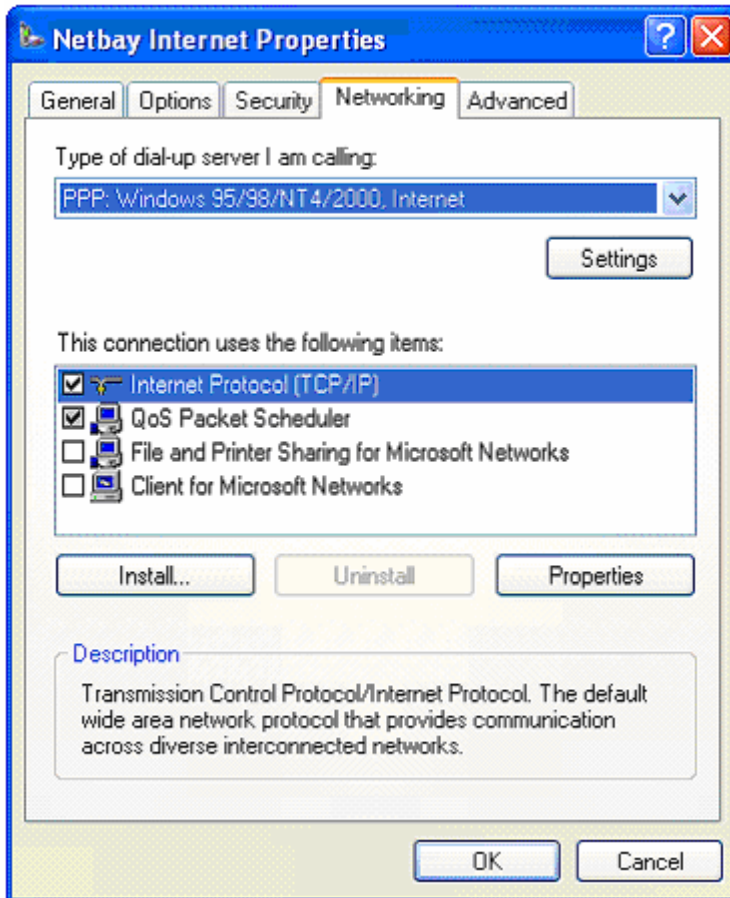 Netbay Internet Properties
General Options Security Networking Advanced
Type of dial-up server I am calling:
PPP: Windows 95/98/NT4/2000, Internet
Settings
This connection uses the following items:
Internet Protocol (TCP/IP)
QoS Packet Scheduler
File and Printer Sharing for Microsoft Networks
Client for Microsoft Networks
Install... Uninstall Properties
Description
Transmission Control Protocol/Internet Protocol. The default
wide area network protocol that provides communication
across diverse interconnected networks.
OK Cancel